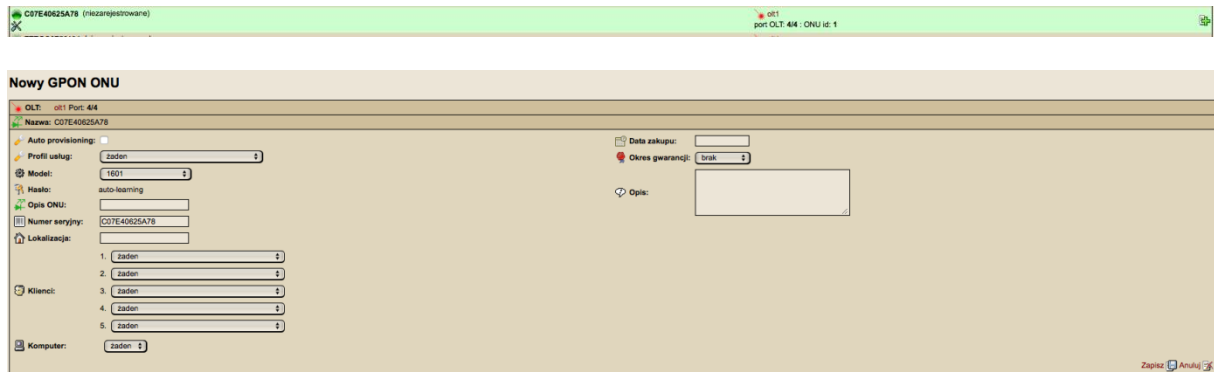 C07E40625A78 (niezarejestrowane)
olt1
port OLT: 4/4 : ONU id: 1
Nowy GPON ONU
OLT: olt1 Port: 4/4
Nazwa: C07E40625A78
Auto provisioning:
Profil usług: żaden
Model: 1601
Hasło: auto-learning
Opis ONU:
Numer seryjny: C07E40625A78
Lokalizacja:
Klienci:
1. żaden
2. żaden
3. żaden
4. żaden
5. żaden
Komputer: żaden
Data zakupu:
Okres gwarancji: brak
Opis:
Zapisz Anuluj